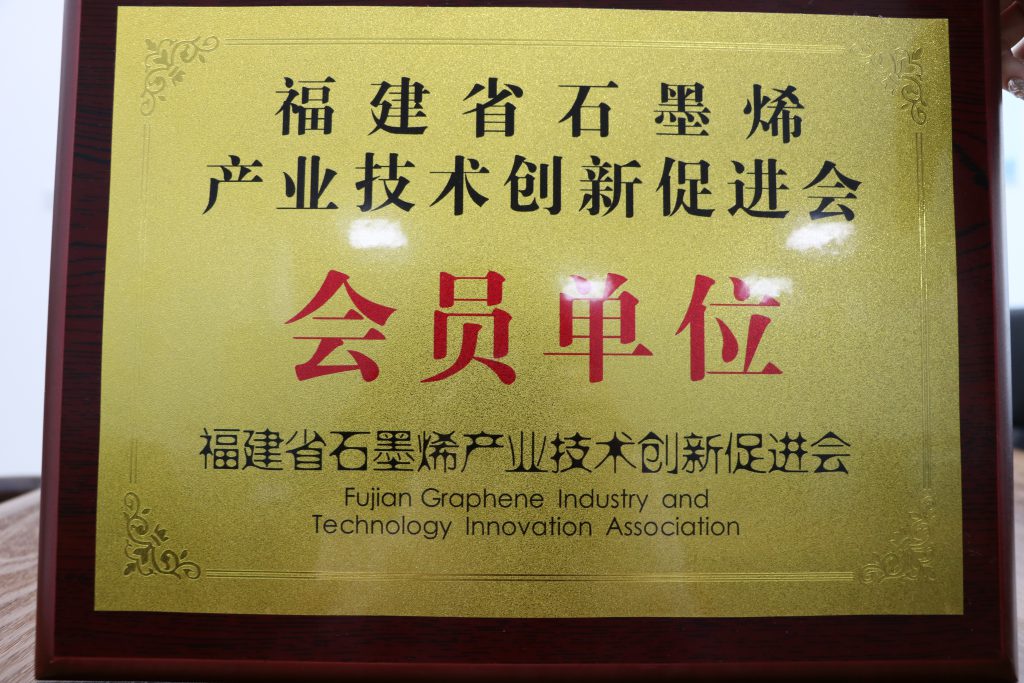 福建省石墨烯
产业技术创新促进会
会员单位
福建省石墨烯产业技术创新促进会
Fujian Graphene Industry and
Technology Innovation Association